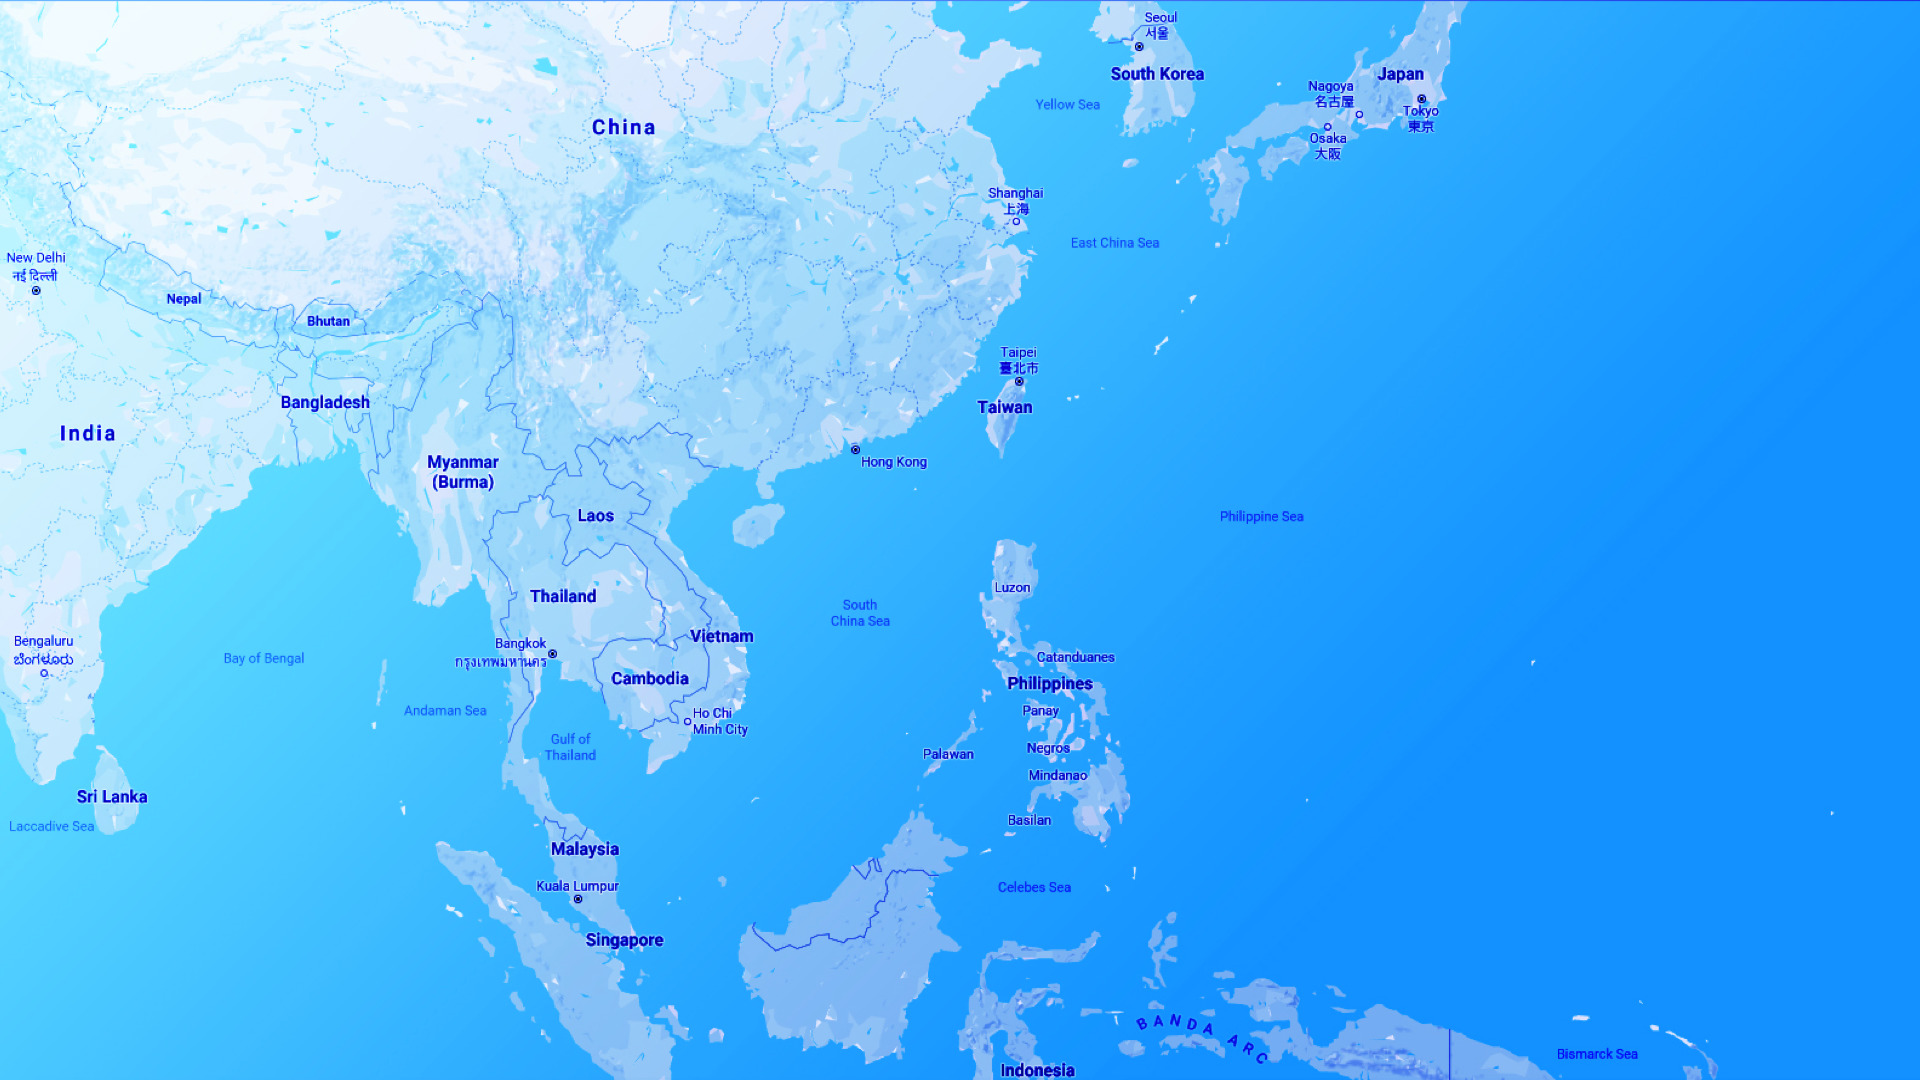 Seoul
서울
South Korea
Japan
Nagoya
名古屋
Tokyo
東京
Osaka
大阪
Yellow Sea
China
Shanghai
上海
East China Sea
New Delhi
नई दिल्ली
Nepal
Bhutan
Taipei
臺北市
Taiwan
Bangladesh
India
Myanmar
(Burma)
Hong Kong
Laos
Philippine Sea
Luzon
Thailand
South
China Sea
Vietnam
Bangkok
กรุงเทพมหานคร
Bengaluru
ಬೆಂಗಳೂರು
Bay of Bengal
Catanduanes
Cambodia
Philippines
Andaman Sea
Panay
Ho Chi
Minh City
Gulf of
Thailand
Negros
Palawan
Mindanao
Sri Lanka
Basilan
Laccadive Sea
Malaysia
Kuala Lumpur
Celebes Sea
Singapore
BANDA ARC
Bismarck Sea
Indonesia